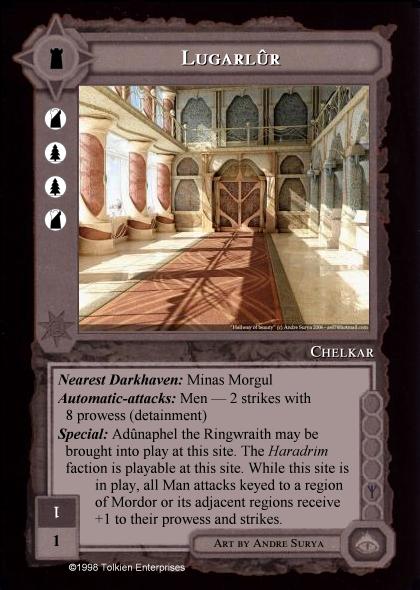 Lugarlûr
"Hallway of beauty" (c) Andre Surya 2006
Chelkar
Nearest Darkhaven: Minas Morgul
Automatic-attacks: Men — 2 strikes with
8 prowess (detainment)
Special: Adûnaphel the Ringwraith may be
brought into play at this site. The Haradrim
faction is playable at this site. While this site is
in play, all Man attacks keyed to a region
of Mordor or its adjacent regions receive
+1 to their prowess and strikes.
1
1
Art by Andre Surya
©1998 Tolkien Enterprises